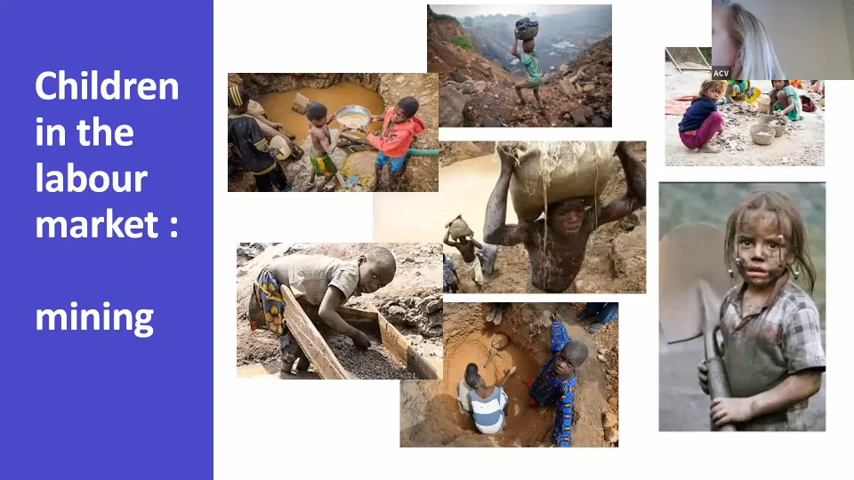 Children
in the
labour
market :
mining
ACV